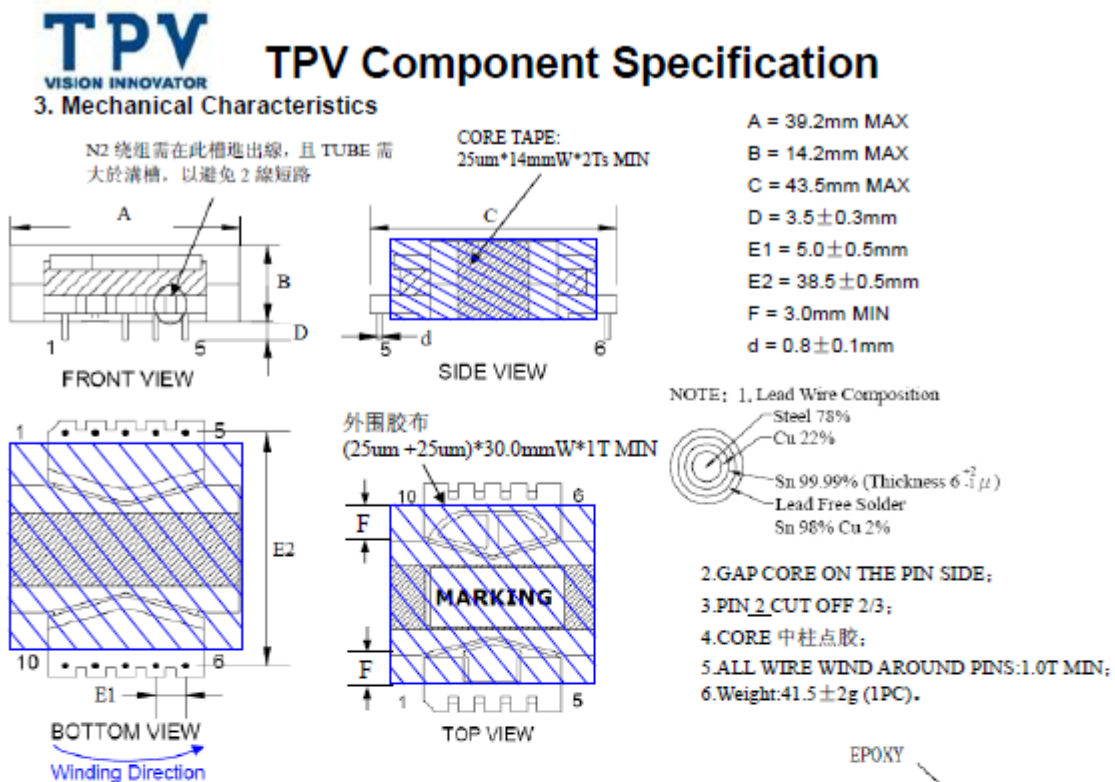 TPV
VISION INNOVATOR
TPV Component Specification
3. Mechanical Characteristics
N2 绕组需在此槽進出線，且 TUBE 需
大於溝槽，以避免 2 線短路
CORE TAPE:
25um*14mmW*2Ts MIN
A = 39.2mm MAX
B = 14.2mm MAX
C = 43.5mm MAX
D = 3.5±0.3mm
E1 = 5.0±0.5mm
E2 = 38.5±0.5mm
F = 3.0mm MIN
d = 0.8±0.1mm
A
B
D
1
5
FRONT VIEW
C
d
5
6
SIDE VIEW
NOTE: 1. Lead Wire Composition
Steel 78%
Cu 22%
Sn 99.99% (Thickness 6 +2 -1 μ)
Lead Free Solder
Sn 98% Cu 2%
1
5
10
6
E2
E1
BOTTOM VIEW
Winding Direction
外围胶布
(25um +25um)*30.0mmW*1T MIN
10
6
F
MARKING
F
1
5
TOP VIEW
2.GAP CORE ON THE PIN SIDE;
3.PIN 2 CUT OFF 2/3;
4.CORE 中柱点胶;
5.ALL WIRE WIND AROUND PINS:1.0T MIN;
6.Weight:41.5±2g (1PC).
EPOXY